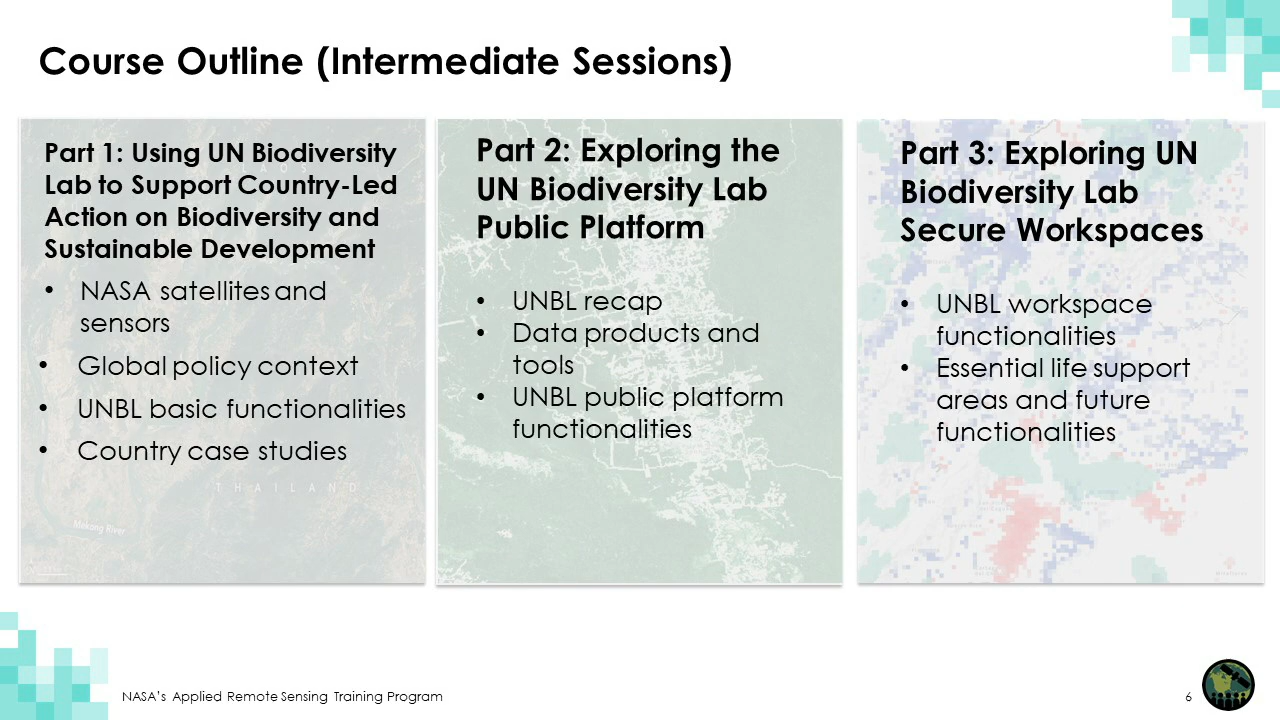 Course Outline (Intermediate Sessions)
Part 1: Using UN Biodiversity
Lab to Support Country-Led
Action on Biodiversity and
Sustainable Development
• NASA satellites and
sensors
• Global policy context
• UNBL basic functionalities
• Country case studies
THAILAND
Mekong River
Part 2: Exploring the
UN Biodiversity Lab
Public Platform
• UNBL recap
• Data products and
tools
• UNBL public platform
functionalities
Part 3: Exploring UN
Biodiversity Lab
Secure Workspaces
• UNBL workspace
functionalities
• Essential life support
areas and future
functionalities
NASA's Applied Remote Sensing Training Program
6